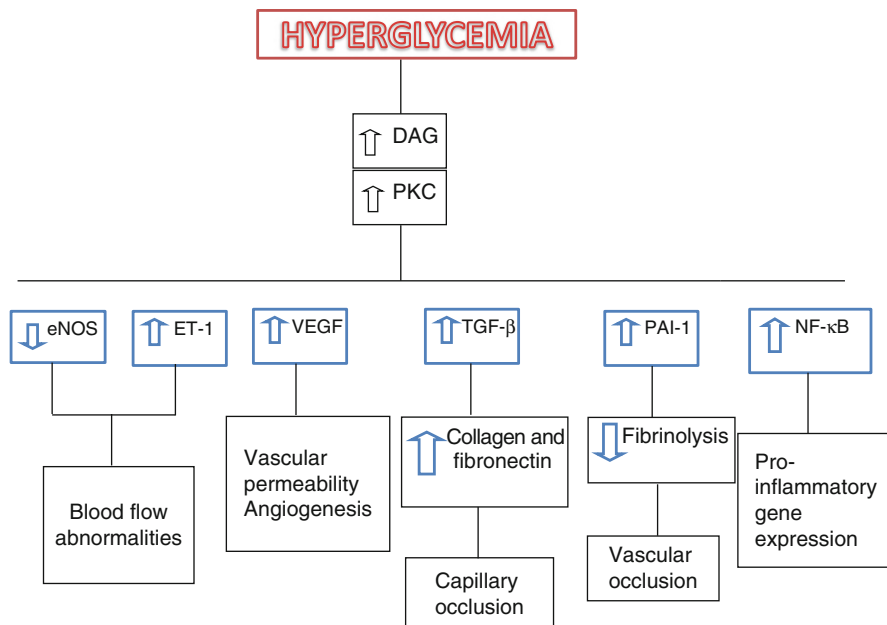 HYPERGLYCEMIA
DAG
PKC
eNOS
ET-1
VEGF
TGF-β
PAI-1
NF-κB
Blood flow
abnormalities
Vascular
permeability
Angiogenesis
Collagen and
fibronectin
Capillary
occlusion
Fibrinolysis
Vascular
occlusion
Pro-
inflammatory
gene
expression